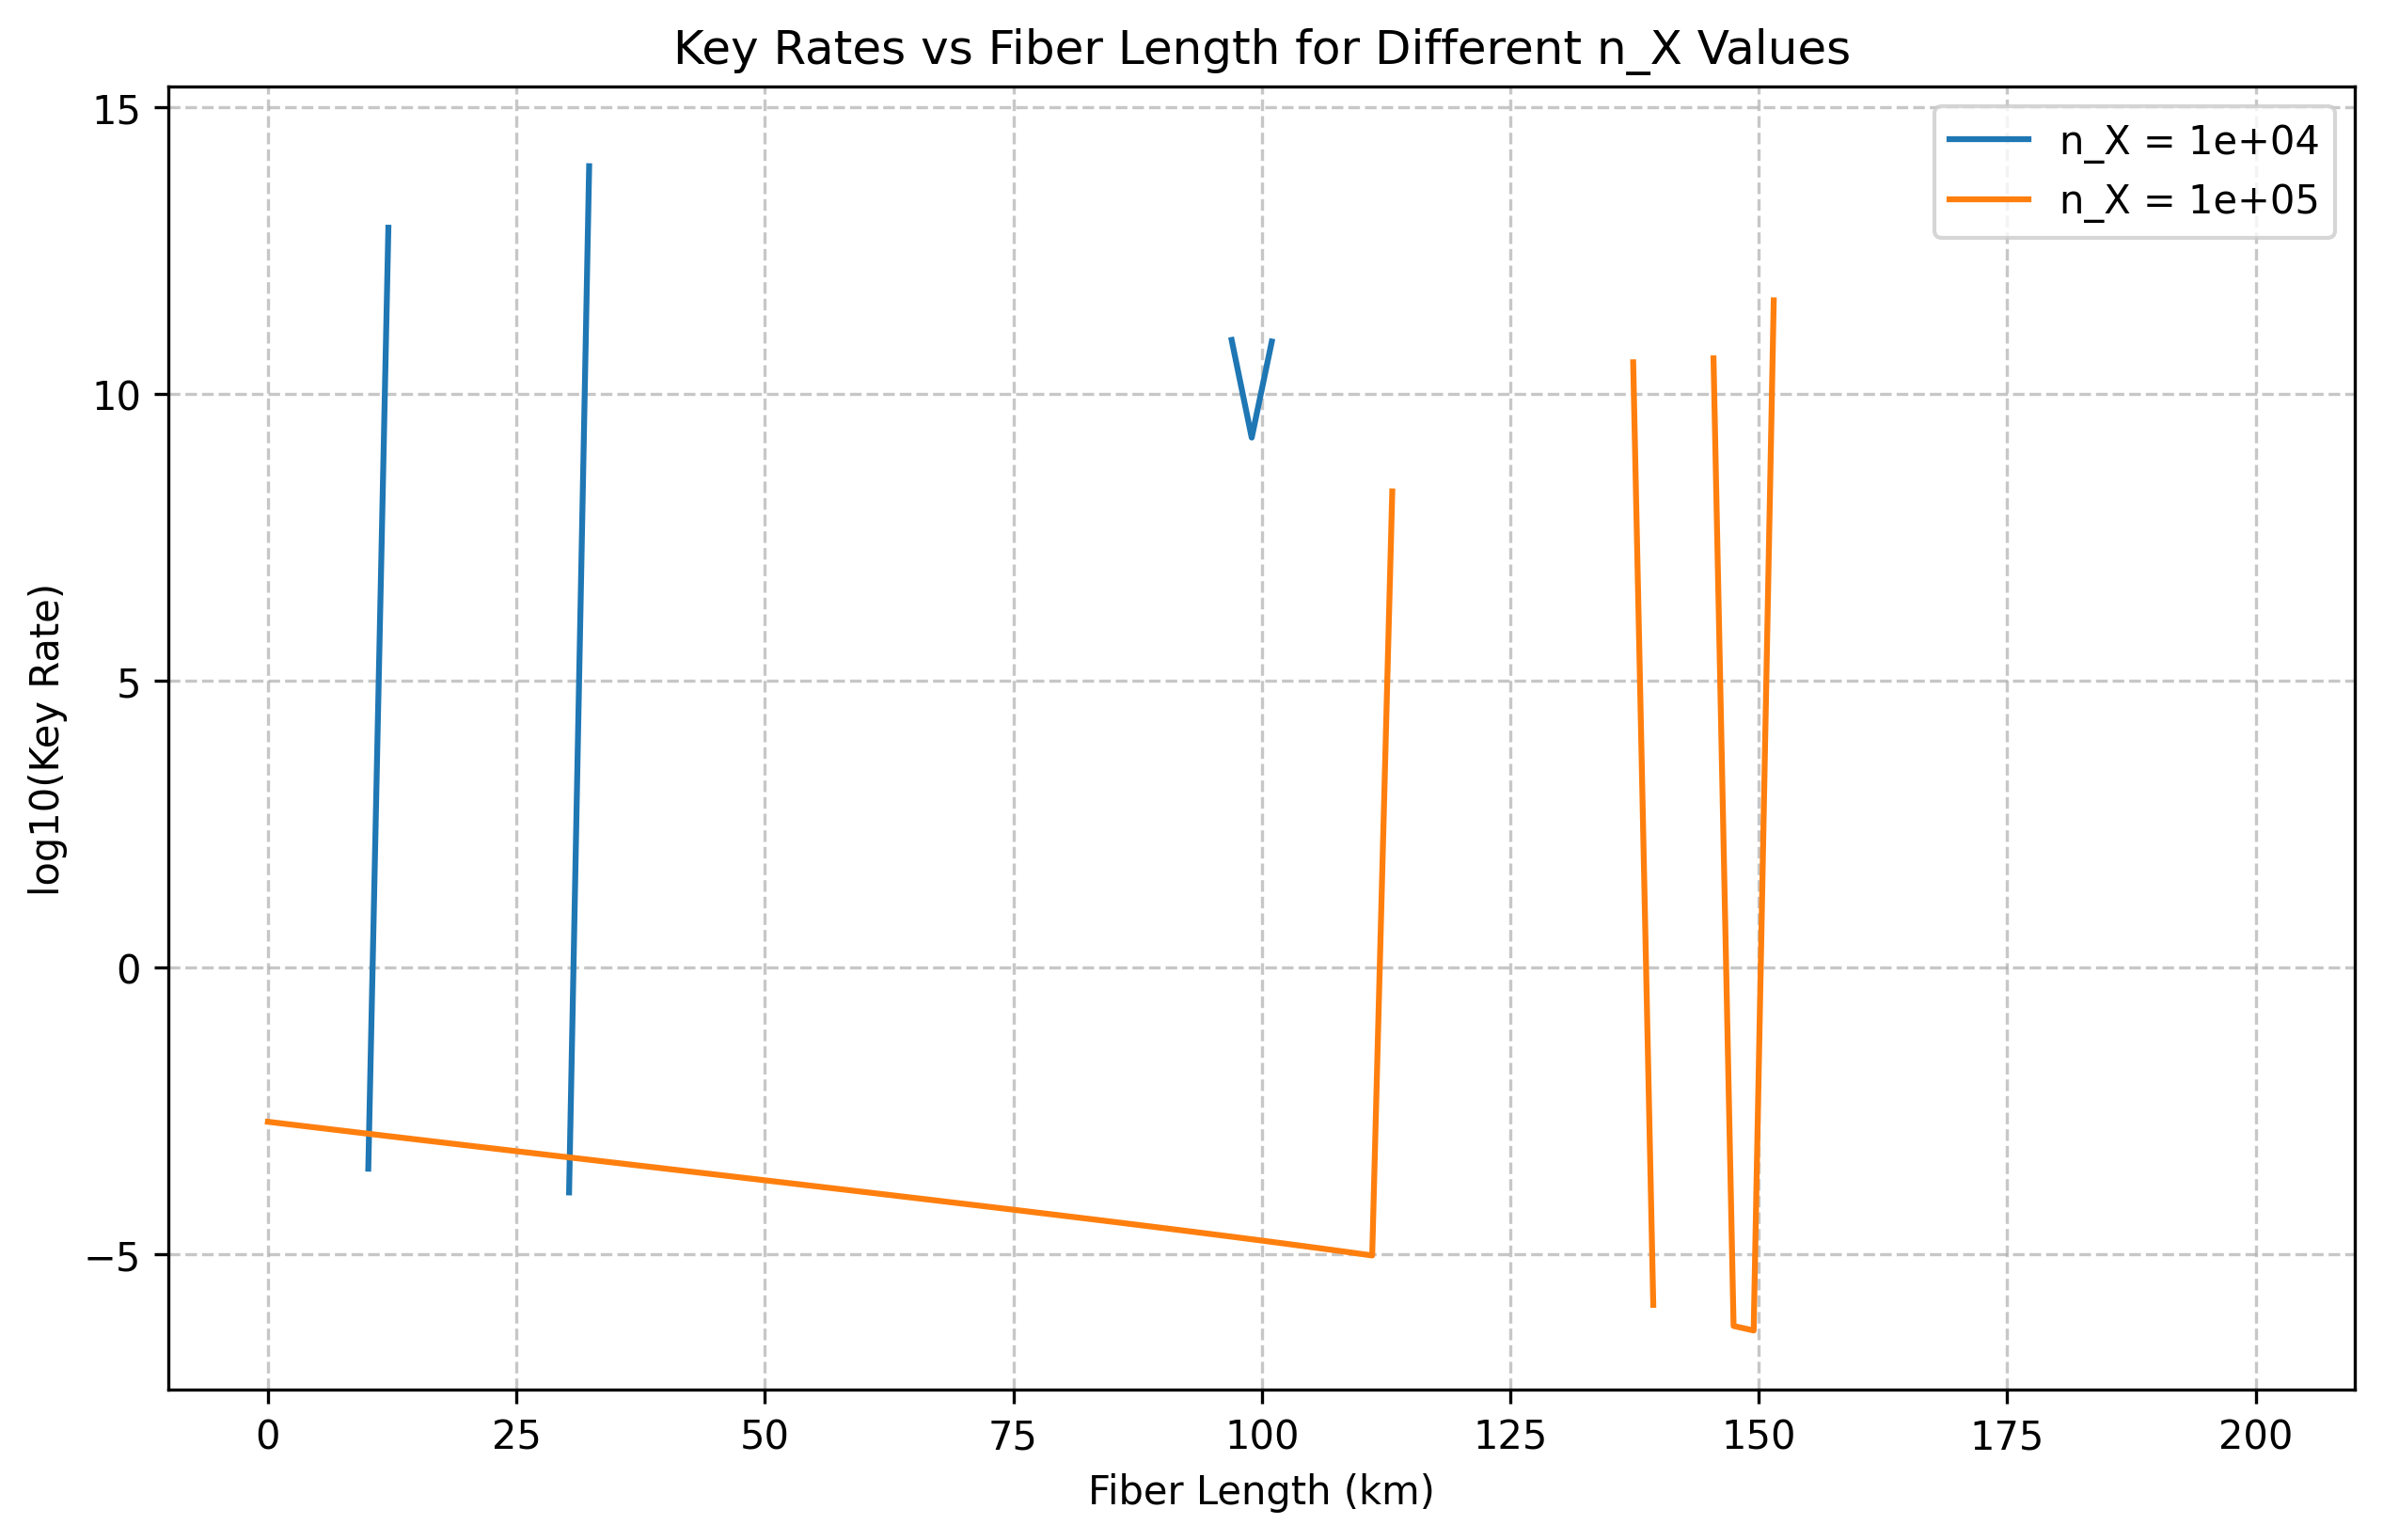 Key Rates vs Fiber Length for Different n_X Values
15
10
5
0
−5
log10(Key Rate)
n_X = 1e+04
n_X = 1e+05
0 25 50 75 100 125 150 175 200
Fiber Length (km)